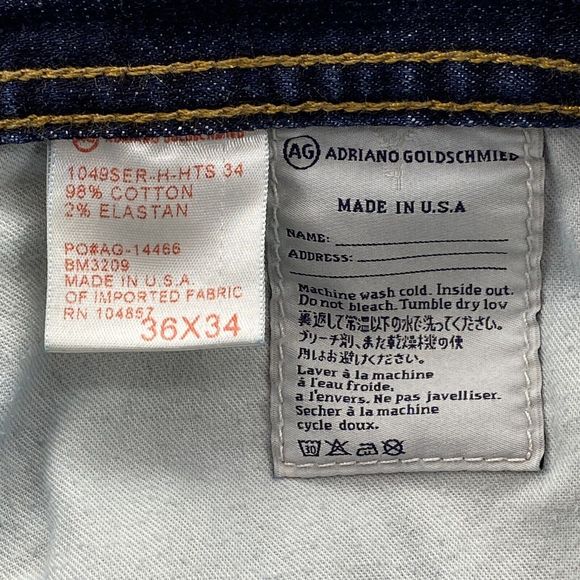 ADRIANO GOLDSCHMIED
1049SER-H-HTS 34
98% COTTON
2% ELASTAN
PO#AG-14466
BM3209
MADE IN U.S.A
OF IMPORTED FABRIC
RN 104867
36X34
AG ADRIANO GOLDSCHMIED
MADE IN U.S.A
NAME:
ADDRESS:
Machine wash cold. Inside out.
Do not bleach. Tumble dry low
裏返して常温以下の水で洗ってください。
ブリーチ剤、また乾燥機の使
用はお避けください。
Laver à la machine
à l'eau froide,
a l'envers. Ne pas javelliser.
Secher à la machine
cycle doux.
30